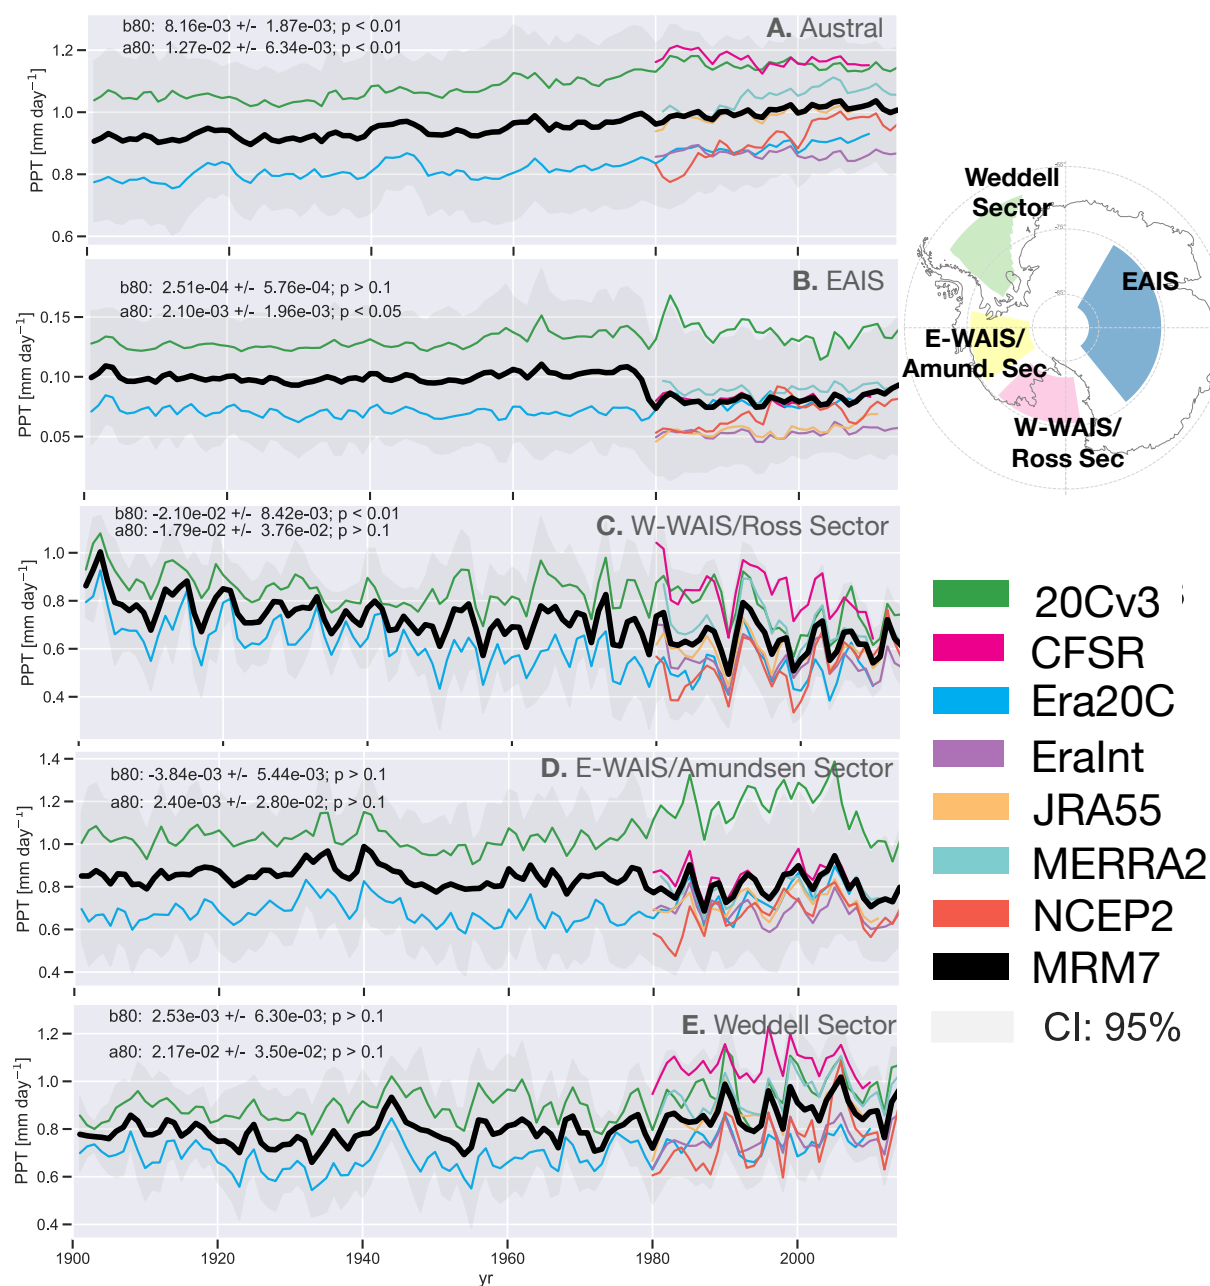 b80: 8.16e-03 +/- 1.87e-03; p < 0.01
a80: 1.27e-02 +/- 6.34e-03; p < 0.01
A. Austral
PPT [mm day⁻¹]
1.2
1.0
0.8
0.6
b80: 2.51e-04 +/- 5.76e-04; p > 0.1
a80: 2.10e-03 +/- 1.96e-03; p < 0.05
B. EAIS
PPT [mm day⁻¹]
0.15
0.10
0.05
b80: -2.10e-02 +/- 8.42e-03; p < 0.01
a80: -1.79e-02 +/- 3.76e-02; p > 0.1
C. W-WAIS/Ross Sector
PPT [mm day⁻¹]
1.0
0.8
0.6
0.4
b80: -3.84e-03 +/- 5.44e-03; p > 0.1
a80: 2.40e-03 +/- 2.80e-02; p > 0.1
D. E-WAIS/Amundsen Sector
PPT [mm day⁻¹]
1.4
1.2
1.0
0.8
0.6
0.4
b80: 2.53e-03 +/- 6.30e-03; p > 0.1
a80: 2.17e-02 +/- 3.50e-02; p > 0.1
E. Weddell Sector
PPT [mm day⁻¹]
1.2
1.0
0.8
0.6
0.4
1900 1920 1940 1960 1980 2000
yr
Weddell
Sector
EAIS
E-WAIS/
Amund. Sec
W-WAIS/
Ross Sec
20Cv3
CFSR
Era20C
EraInt
JRA55
MERRA2
NCEP2
MRM7
CI: 95%